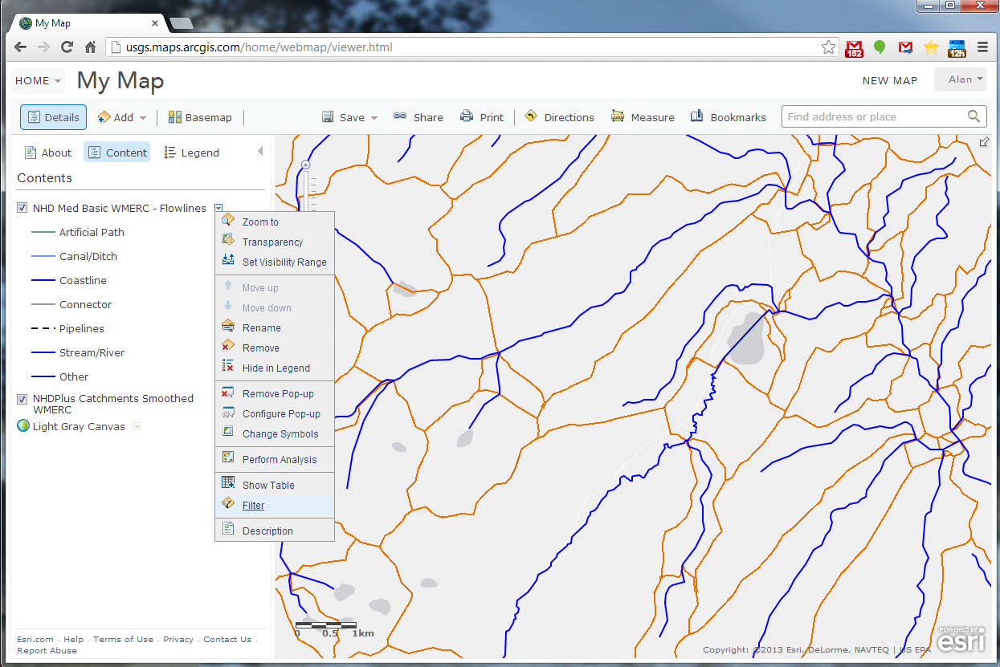 My Map
usgs.maps.arcgis.com/home/webmap/viewer.html
152
12h
HOME
My Map
NEW MAP
Alan
Details
Add
Basemap
Save
Share
Print
Directions
Measure
Bookmarks
Find address or place
About
Content
Legend
Contents
NHD Med Basic WMERC - Flowlines
Artificial Path
Canal/Ditch
Coastline
Connector
Pipelines
Stream/River
Other
NHDPlus Catchments Smoothed
WMERC
Light Gray Canvas
Zoom to
Transparency
Set Visibility Range
Move up
Move down
Rename
Remove
Hide in Legend
Remove Pop-up
Configure Pop-up
Change Symbols
Perform Analysis
Show Table
Filter
Description
0 0.5 1km
Esri.com . Help . Terms of Use . Privacy . Contact Us .
Report Abuse
Copyright: ©2013 Esri, DeLorme, NAVTEQ | US EPA
POWERED BY
esri